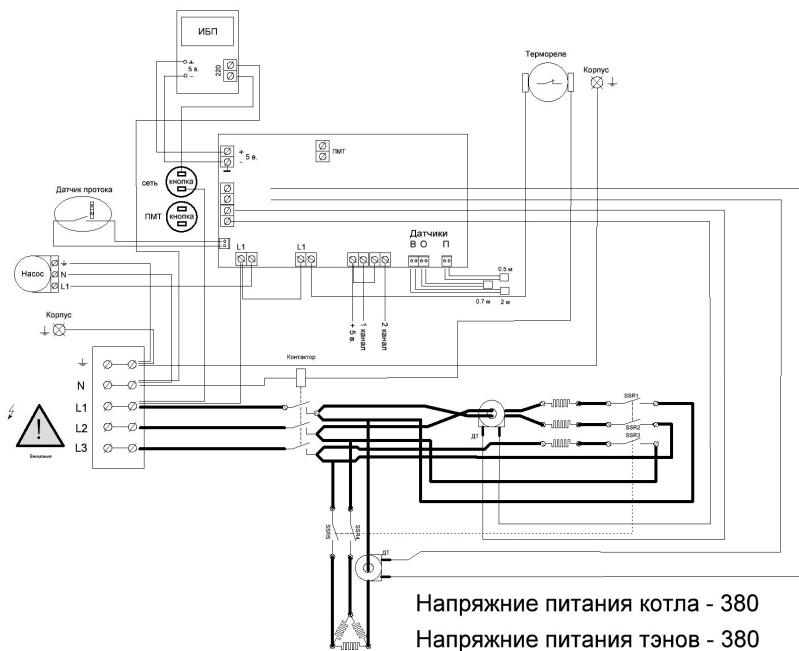 ИБП
5 в.
-
220
Термореле
Корпус
+
5 в.
-
ПМТ
сеть
кнопка
Датчик протока
ПМТ
кнопка
L1
L1
Датчики
В О П
0.5 м
0.7 м
2 м
Насос
N
L1
+ 5 в.
1 канал
2 канал
Корпус
Контактор
N
L1
L2
L3
!
Внимание
SSR1
SSR2
SSR3
ДТ
SSR5
SSR4
ДТ
Напряжние питания котла - 380
Напряжние питания тэнов - 380